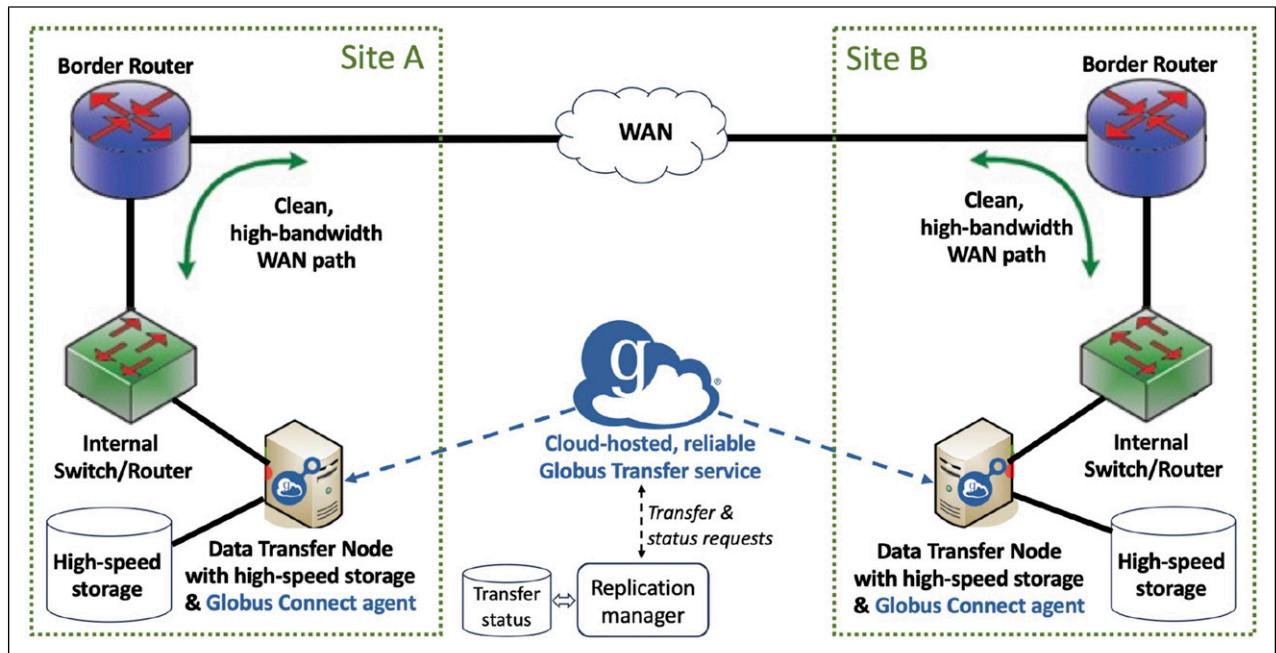 Site A
Site B
Border Router
Border Router
WAN
Clean,
high-bandwidth
WAN path
Clean,
high-bandwidth
WAN path
g
®
Cloud-hosted, reliable
Globus Transfer service
Internal
Switch/Router
Internal
Switch/Router
Transfer &
status requests
High-speed
storage
Data Transfer Node
with high-speed storage
& Globus Connect agent
Transfer
status
Replication
manager
Data Transfer Node
with high-speed storage
& Globus Connect agent
High-speed
storage